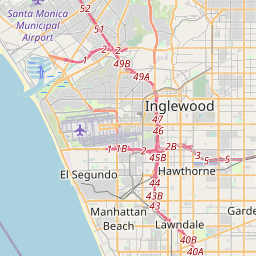 Santa Monica
Municipal
Airport
52
51
2
1
2
49B
49A
Inglewood
47
46
1
1B
2
2B
3
5
5
45B
El Segundo
Hawthorne
44
43B
43
Manhattan
Beach
Garde
Lawndale
40B
40A